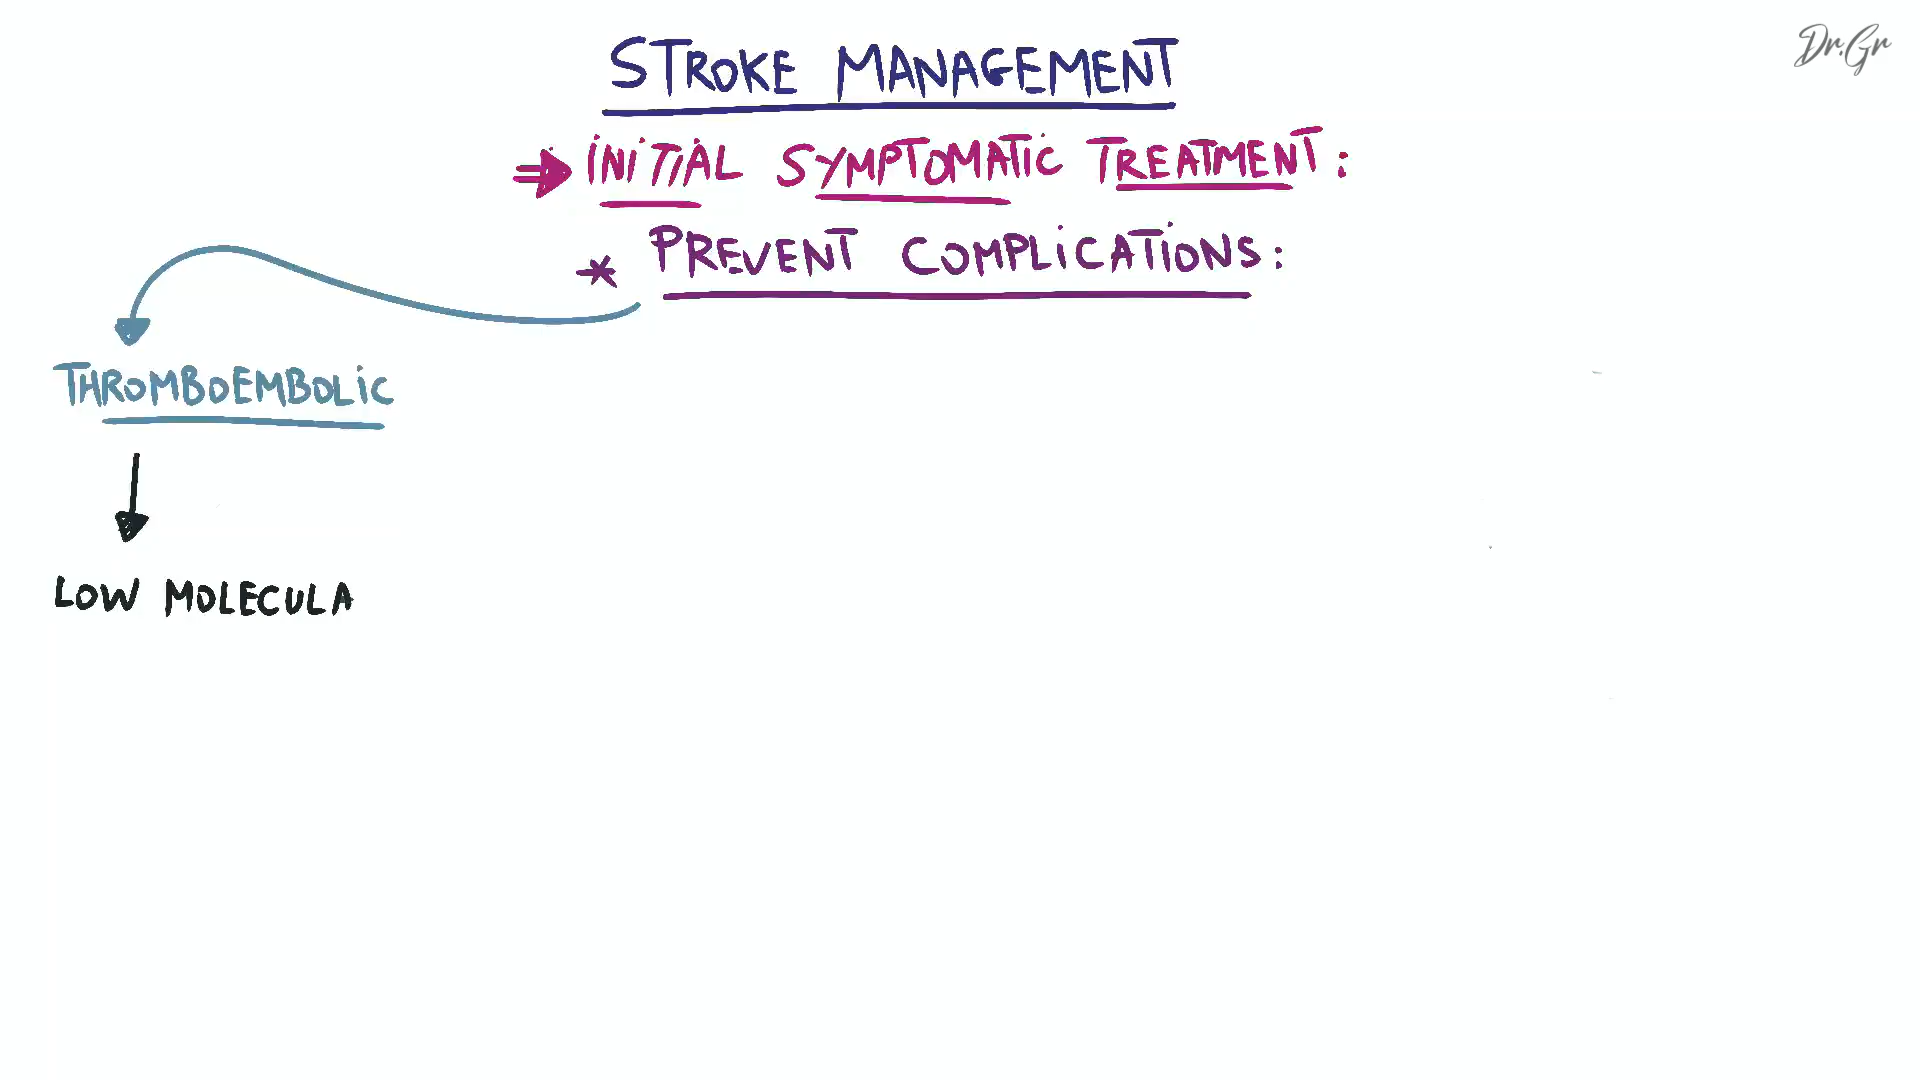 STROKE MANAGEMENT
Dr.Gr
⇒ INITIAL SYMPTOMATIC TREATMENT:
* PREVENT COMPLICATIONS:
THROMBOEMBOLIC
LOW MOLECULA